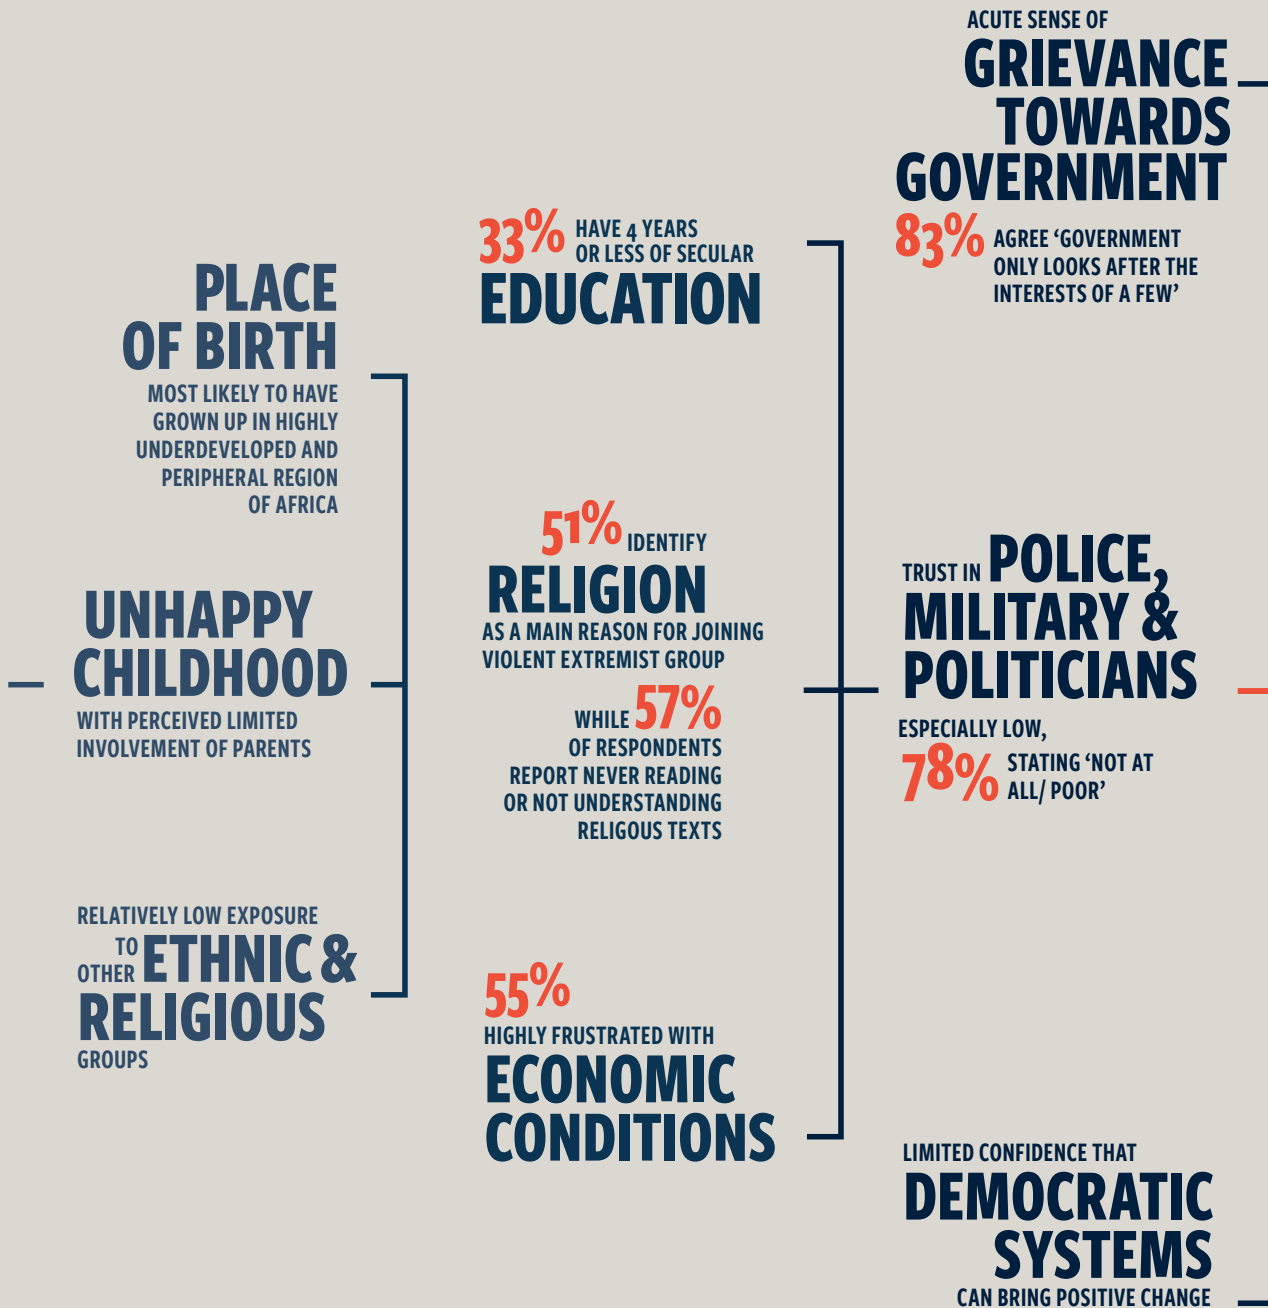 PLACE
OF BIRTH
MOST LIKELY TO HAVE
GROWN UP IN HIGHLY
UNDERDEVELOPED AND
PERIPHERAL REGION
OF AFRICA
UNHAPPY
CHILDHOOD
WITH PERCEIVED LIMITED
INVOLVEMENT OF PARENTS
RELATIVELY LOW EXPOSURE
TO
OTHER ETHNIC &
RELIGIOUS
GROUPS
33% HAVE 4 YEARS
OR LESS OF SECULAR
EDUCATION
51% IDENTIFY
RELIGION
AS A MAIN REASON FOR JOINING
VIOLENT EXTREMIST GROUP
WHILE 57%
OF RESPONDENTS
REPORT NEVER READING
OR NOT UNDERSTANDING
RELIGOUS TEXTS
55%
HIGHLY FRUSTRATED WITH
ECONOMIC
CONDITIONS
ACUTE SENSE OF
GRIEVANCE
TOWARDS
GOVERNMENT
83% AGREE ‘GOVERNMENT
ONLY LOOKS AFTER THE
INTERESTS OF A FEW’
TRUST IN POLICE,
MILITARY &
POLITICIANS
ESPECIALLY LOW,
78% STATING ‘NOT AT
ALL/ POOR’
LIMITED CONFIDENCE THAT
DEMOCRATIC
SYSTEMS
CAN BRING POSITIVE CHANGE